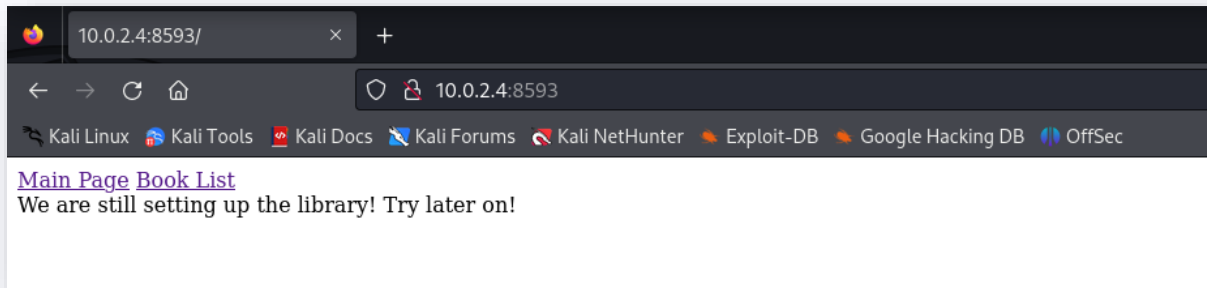 10.0.2.4:8593/
10.0.2.4:8593
Kali Linux Kali Tools Kali Docs Kali Forums Kali NetHunter Exploit-DB Google Hacking DB OffSec
Main Page Book List
We are still setting up the library! Try later on!